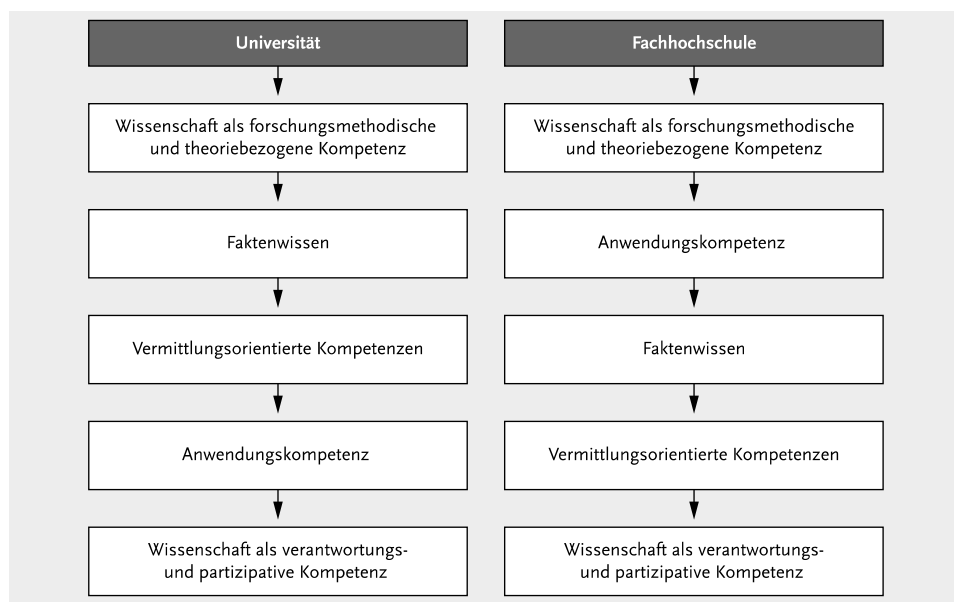 Universität
Wissenschaft als forschungsmethodische
und theoriebezogene Kompetenz
Faktenwissen
Vermittlungsorientierte Kompetenzen
Anwendungskompetenz
Wissenschaft als verantwortungs-
und partizipative Kompetenz
Fachhochschule
Wissenschaft als forschungsmethodische
und theoriebezogene Kompetenz
Anwendungskompetenz
Faktenwissen
Vermittlungsorientierte Kompetenzen
Wissenschaft als verantwortungs-
und partizipative Kompetenz